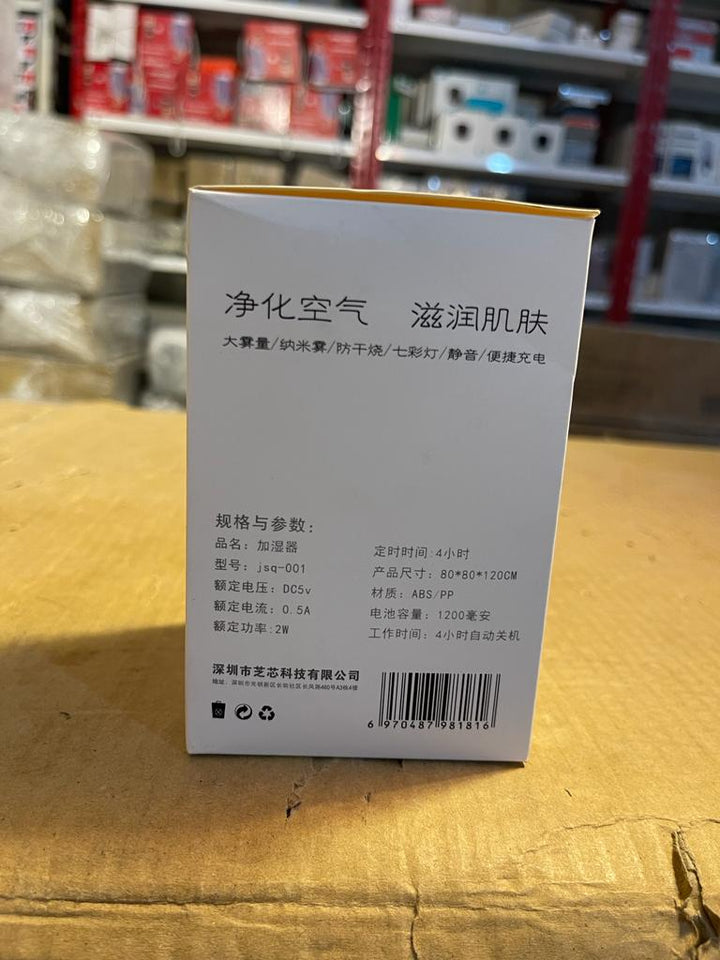 净化空气 滋润肌肤
大雾量/纳米雾/防干烧/七彩灯/静音/便捷充电
规格与参数:
品名: 加湿器
型号: jsq-001
额定电压: DC5v
额定电流: 0.5A
额定功率:2W
定时时间:4小时
产品尺寸: 80*80*120CM
材质: ABS/PP
电池容量: 1200毫安
工作时间: 4小时自动关机
深圳市芝芯科技有限公司
6 970487 981816